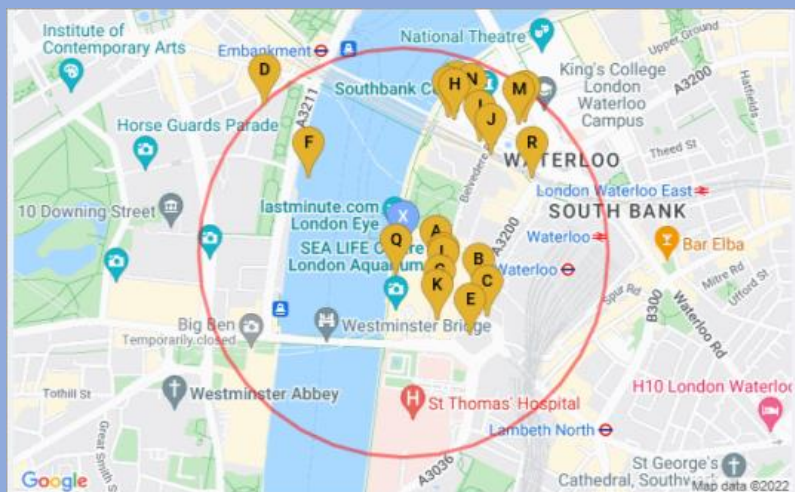 Institute of
Contemporary Arts
Embankment
National Theatre
Upper Ground
D
A3211
Southbank
H
N
M
King's College
London
Waterloo
Campus
A3200
Hatfields
Horse Guards Parade
F
J
R
Belvedere
WATERLOO
Theed St
London Waterloo East
10 Downing Street
lastminute.com
London Eye
X
SOUTH BANK
A3200
Q
A
SEA LIFE
London Aquarium
Waterloo
Bar Elba
B
Waterloo
C
K
E
Mitre Rd
Ufford St
Spur Rd
B300
Waterloo Rd
Big Ben
Temporarily closed
Westminster Bridge
Tothill St
Westminster Abbey
St Thomas' Hospital
H10 London Waterloo
Great Smith St
Lambeth North
A3036
St George's
Cathedral,
Google
Map data ©2022